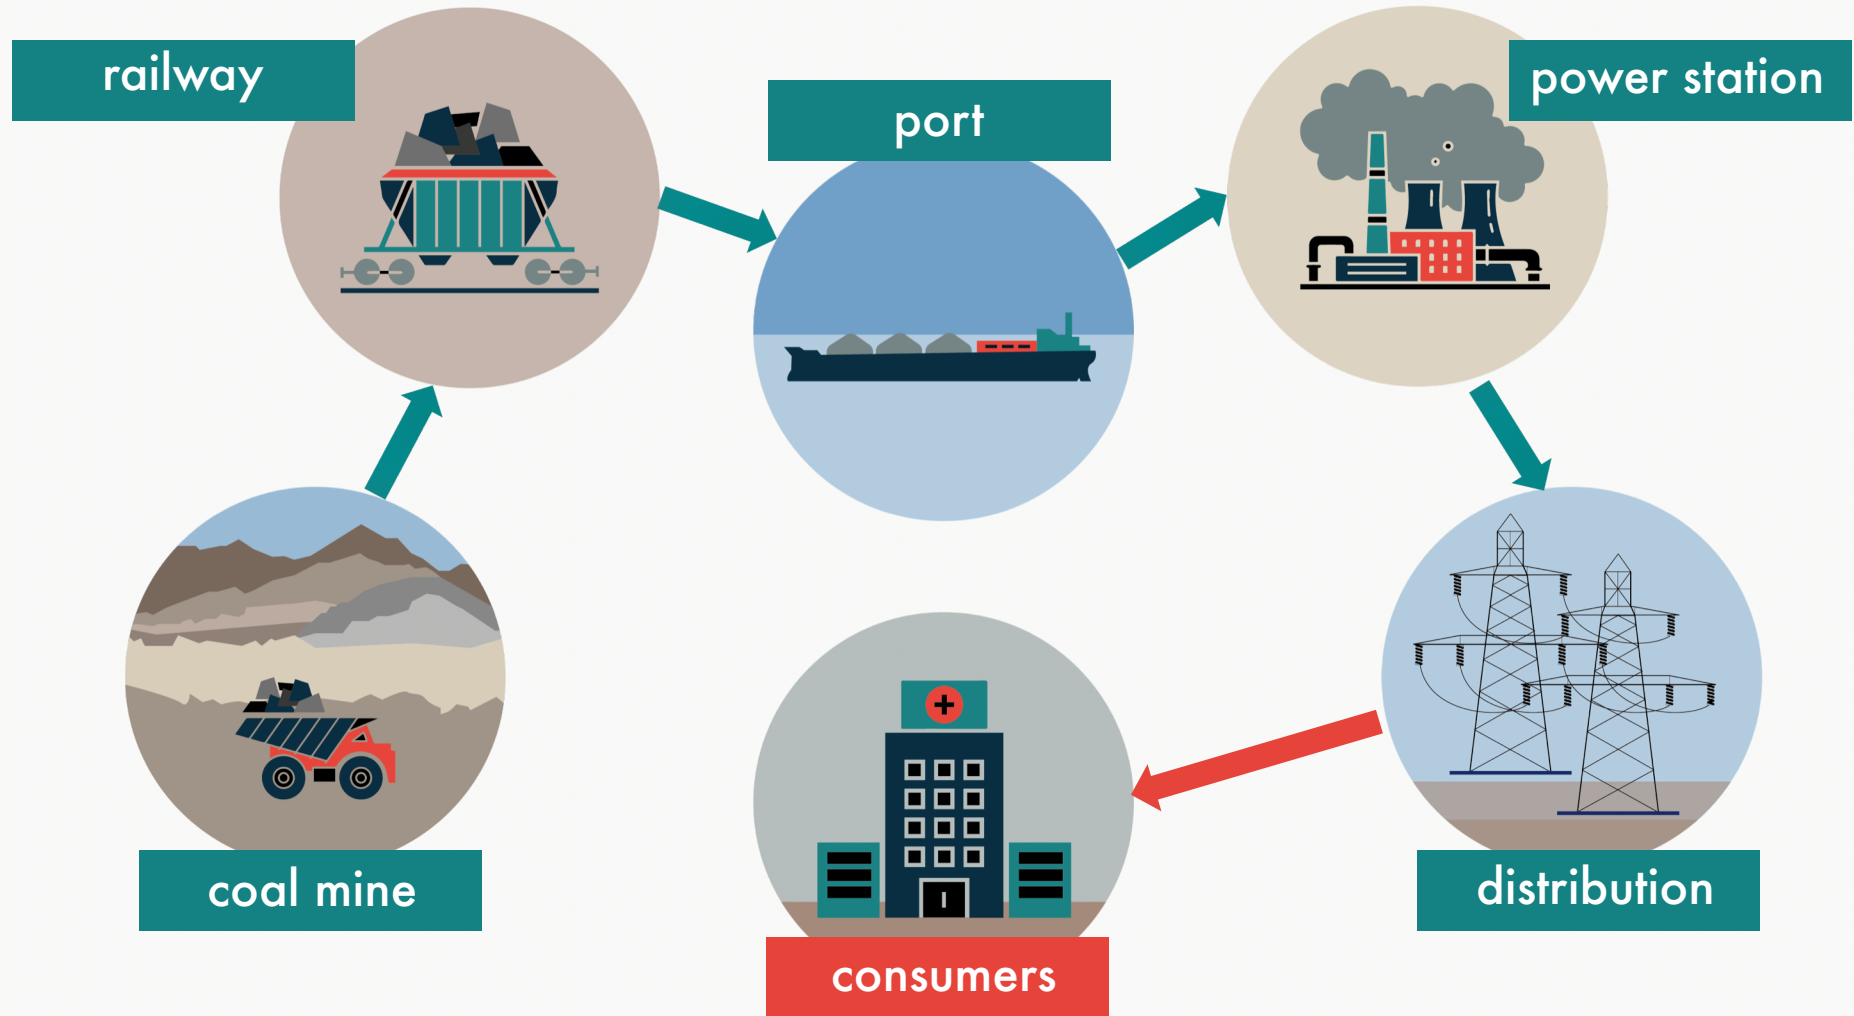 railway
port
power station
coal mine
distribution
consumers